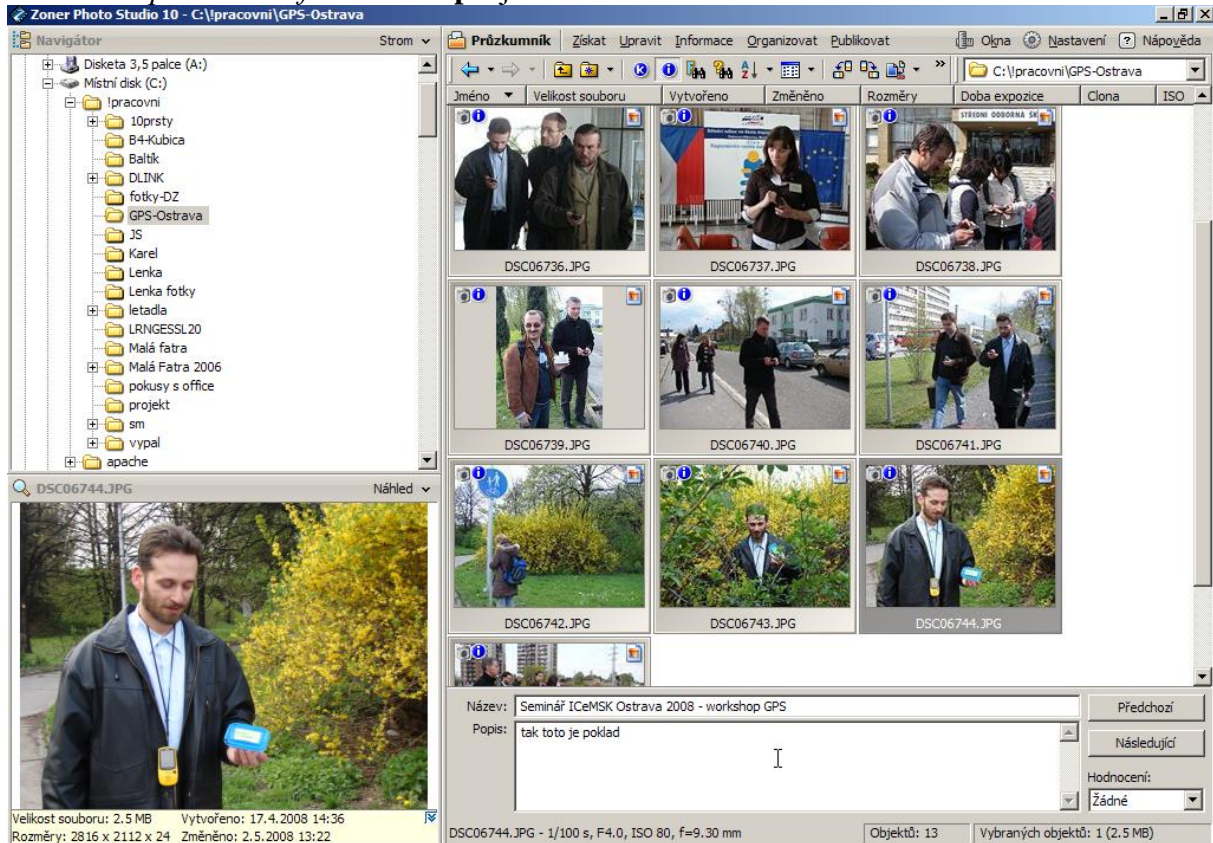 Zoner Photo Studio 10 - C:\!pracovni\GPS-Ostrava
Navigátor
Strom
Disketa 3,5 palce (A:)
Místní disk (C:)
!pracovni
10prsty
B4-Kubica
Baltík
DLINK
fotky-DZ
GPS-Ostrava
JS
Karel
Lenka
Lenka fotky
letadla
LRNGESSL20
Malá fatra
Malá Fatra 2006
pokusy s office
projekt
sm
vypal
apache
DSC06744.JPG
Náhled
Velikost souboru: 2.5 MB Vytvořeno: 17.4.2008 14:36
Rozměry: 2816 x 2112 x 24 Změněno: 2.5.2008 13:22
Průzkumník Získat Upravit Informace Organizovat Publikovat Okna Nastavení Nápověda
C:\!pracovni\GPS-Ostrava
Jméno Velikost souboru Vytvořeno Změněno Rozměry Doba expozice Clona ISO
STŘEDNÍ ODBORNÁ
DSC06736.JPG DSC06737.JPG DSC06738.JPG
DSC06739.JPG DSC06740.JPG DSC06741.JPG
DSC06742.JPG DSC06743.JPG DSC06744.JPG
Název: Seminář ICeMSK Ostrava 2008 - workshop GPS
Předchozí
Popis: tak toto je poklad
Následující
Hodnocení:
Žádné
DSC06744.JPG - 1/100 s, F4.0, ISO 80, f=9.30 mm
Objektů: 13
Vybraných objektů: 1 (2.5 MB)